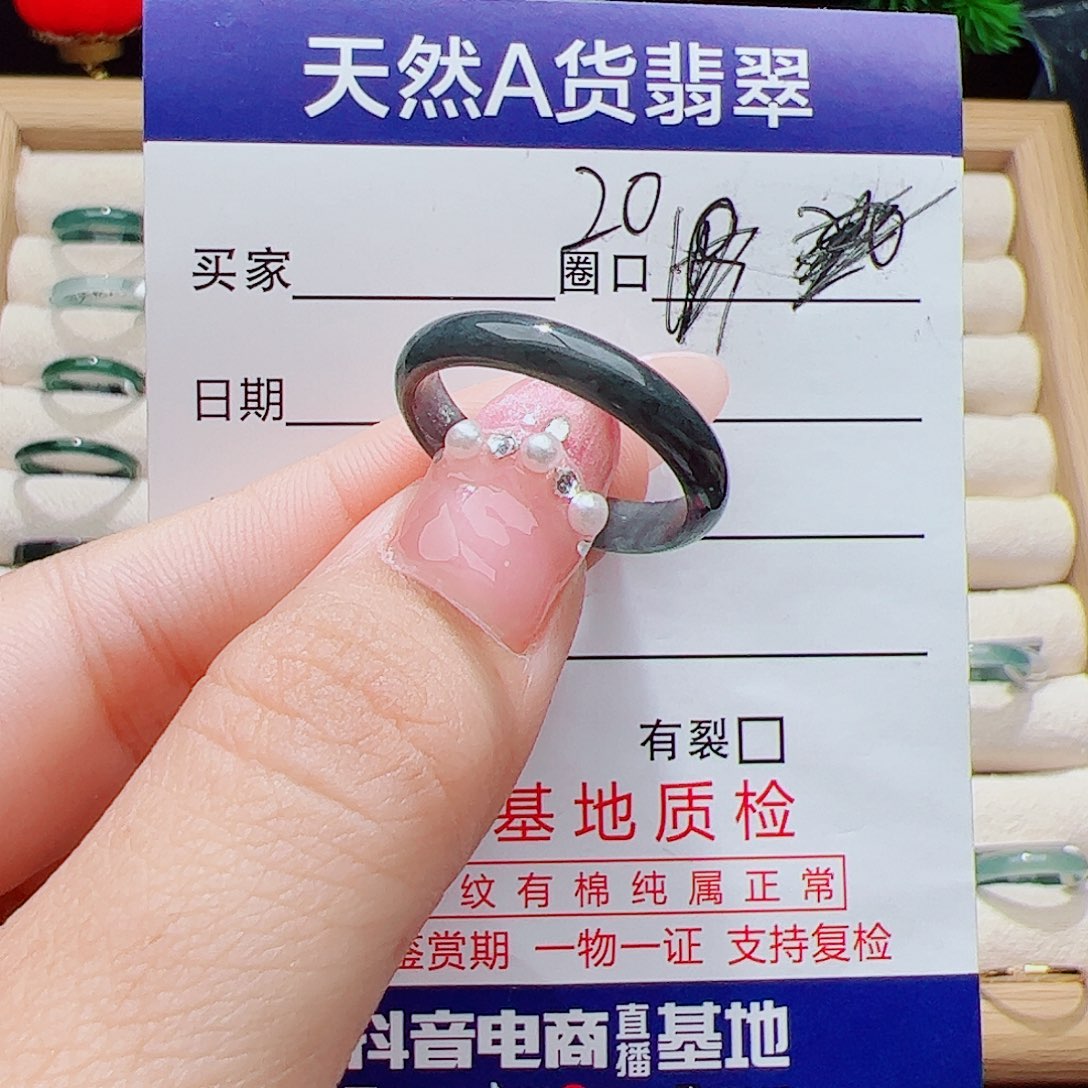 天然A货翡翠
20
买家 圈口
日期
有裂
基地质检
纹有棉纯属正常
鉴赏期 一物一证 支持复检
抖音电商直播基地